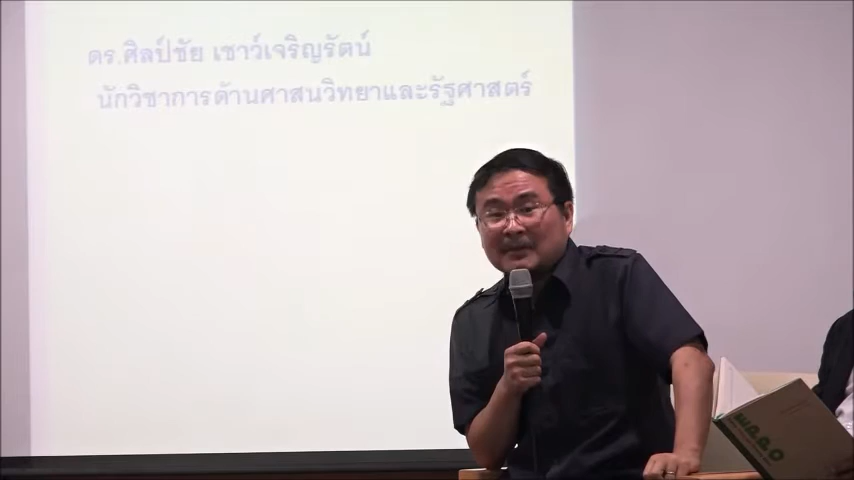 ดร.ศิลป์ชัย เชาว์เจริญรัตน์
นักวิชาการด้านศาสนวิทยาและรัฐศาสตร์